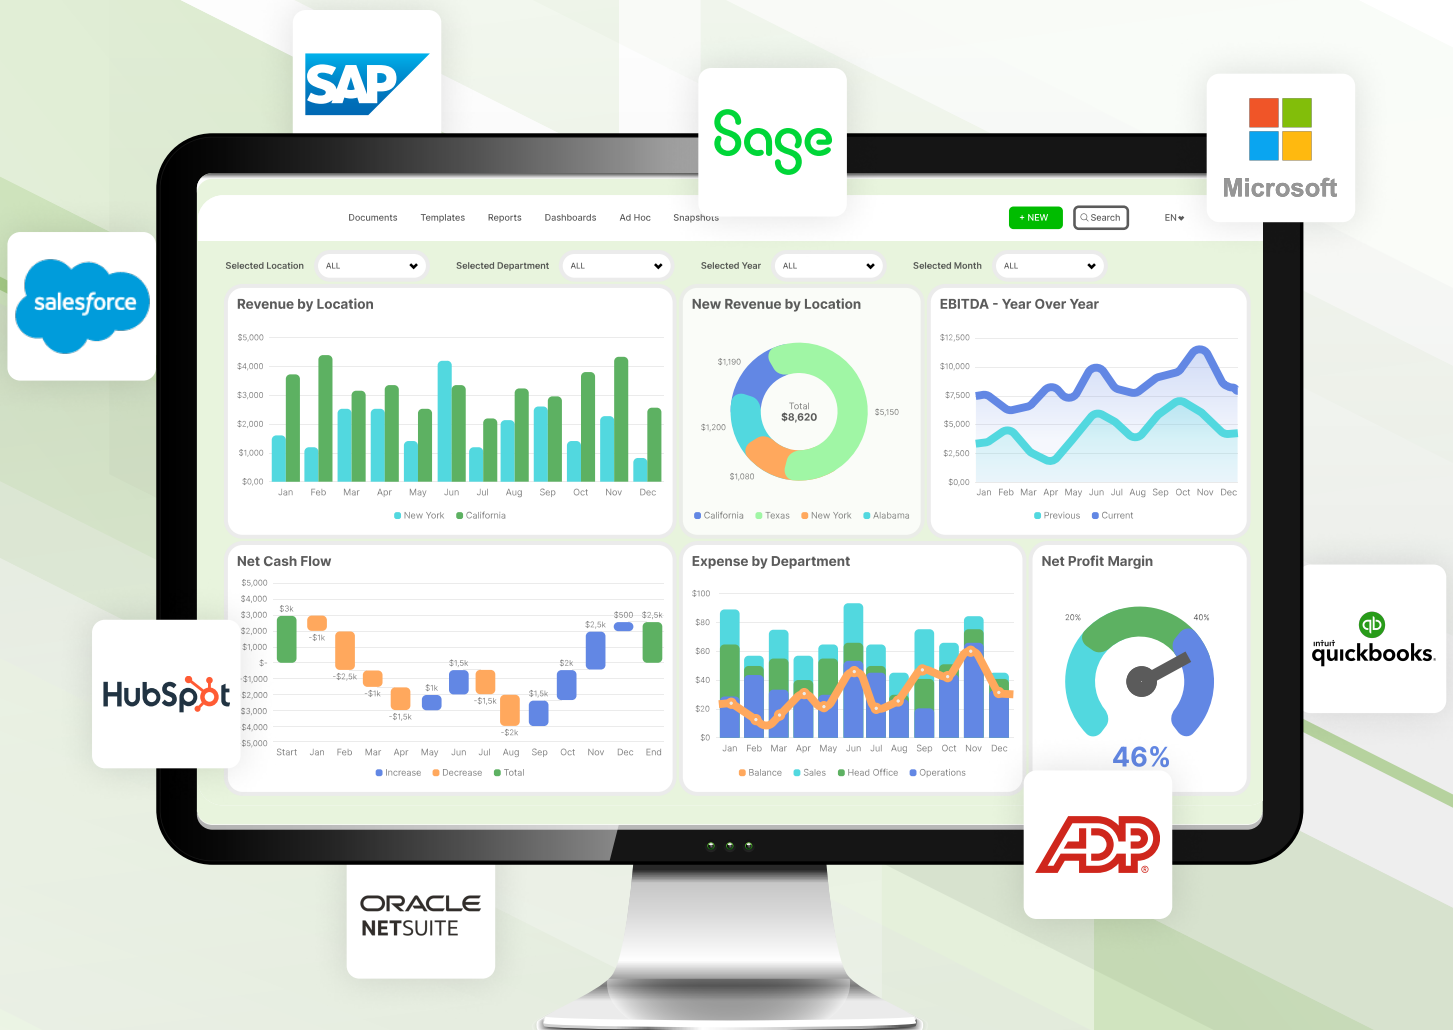 SAP
Sage
Microsoft
salesforce
Documents Templates Reports Dashboards Ad Hoc Snapshots + NEW Search EN
Selected Location ALL Selected Department ALL Selected Year ALL Selected Month ALL
Revenue by Location
$5,000
$4,000
$3,000
$2,000
$1,000
$0,00
Jan Feb Mar Apr May Jun Jul Aug Sep Oct Nov Dec
New York California
New Revenue by Location
$1,190
Total
$8,620
$5,150
$1,200
$1,080
California Texas New York Alabama
EBITDA - Year Over Year
$12,500
$10,000
$7,500
$5,000
$2,500
$0,00
Jan Feb Mar Apr May Jun Jul Aug Sep Oct Nov Dec
Previous Current
Net Cash Flow
$5,000
$4,000
$3,000
$2,000
$1,000
$-
$1,000
$2,000
$3,000
$4,000
$5,000
$3k
-$1k
-$2,5k
-$1k
-$1,5k
$1k
$1,5k
-$1,5k
-$2k
$1,5k
$2k
$2,5k
$500
$2,5k
Start Jan Feb Mar Apr May Jun Jul Aug Sep Oct Nov Dec End
Increase Decrease Total
Expense by Department
$100
$80
$60
$40
$20
$0
Jan Feb Mar Apr May Jun Jul Aug Sep Oct Nov Dec
Balance Sales Head Office Operations
Net Profit Margin
20% 40%
46%
qb
intuit
quickbooks.
HubSpot
ADP®
ORACLE
NETSUITE